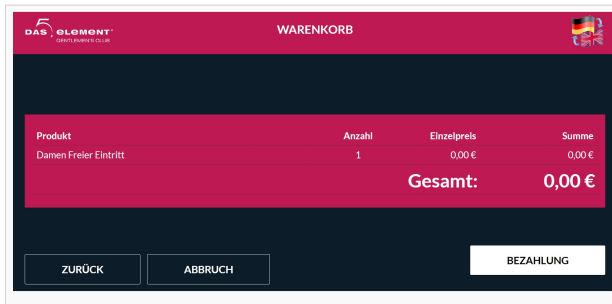 DAS 5. ELEMENT
GENTLEMEN'S CLUB
WARENKORB
Produkt Anzahl Einzelpreis Summe
Damen Freier Eintritt 1 0,00 € 0,00 €
Gesamt: 0,00 €
ZURÜCK ABBRUCH BEZAHLUNG